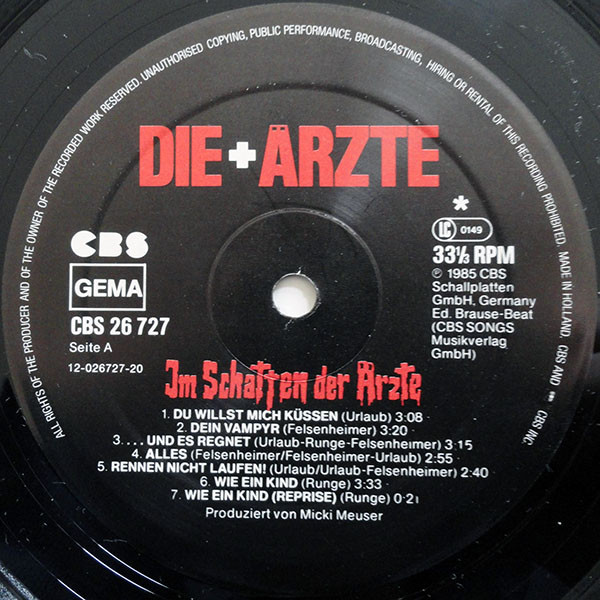 ALL RIGHTS OF THE PRODUCER AND OF THE OWNER OF THE RECORDED WORK RESERVED. UNAUTHORISED COPYING, PUBLIC PERFORMANCE, BROADCASTING, HIRING OR RENTAL OF THIS RECORDING PROHIBITED. MADE IN HOLLAND. CBS AND CBS INC.
DIE + ÄRZTE
*
CBS
LC 0149
GEMA
33⅓ RPM
CBS 26 727
℗ 1985 CBS
Schallplatten
GmbH, Germany
Ed. Brause-Beat
(CBS SONGS
Musikverlag
GmbH)
Seite A
12-026727-20
Im Schatten der Ärzte
1. DU WILLST MICH KÜSSEN (Urlaub) 3:08
2. DEIN VAMPYR (Felsenheimer) 3:20
3. . . . UND ES REGNET (Urlaub-Runge-Felsenheimer) 3:15
4. ALLES (Felsenheimer/Felsenheimer-Urlaub) 2:55
5. RENNEN NICHT LAUFEN! (Urlaub/Urlaub-Felsenheimer) 2:40
6. WIE EIN KIND (Runge) 3:33
7. WIE EIN KIND (REPRISE) (Runge) 0:21
Produziert von Micki Meuser